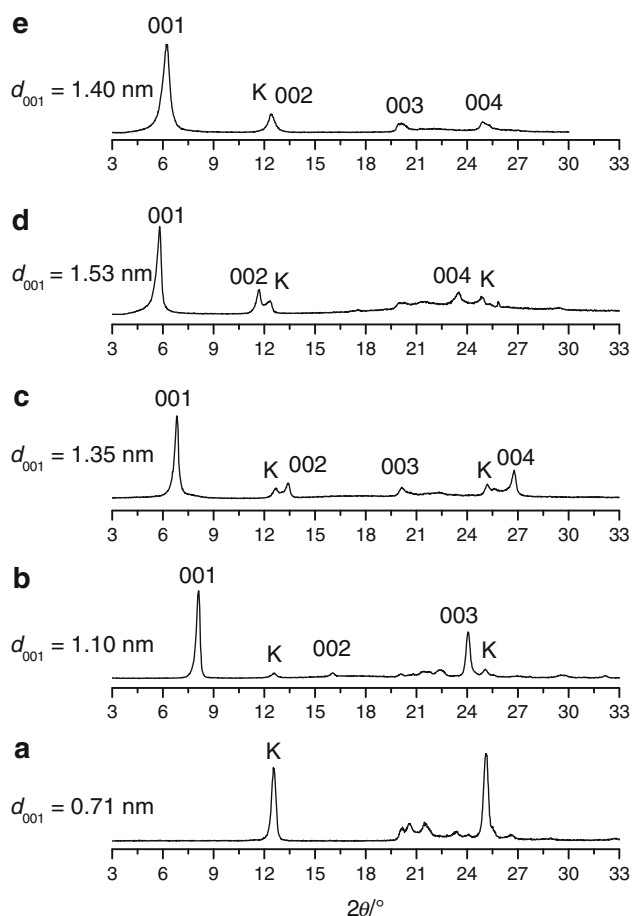 e
001
d001 = 1.40 nm
K 002
003
004
3 6 9 12 15 18 21 24 27 30 33
d
001
d001 = 1.53 nm
002 K
004 K
3 6 9 12 15 18 21 24 27 30 33
c
001
d001 = 1.35 nm
K 002
003
K 004
3 6 9 12 15 18 21 24 27 30 33
b
001
d001 = 1.10 nm
K
002
003
K
3 6 9 12 15 18 21 24 27 30 33
a
K
d001 = 0.71 nm
3 6 9 12 15 18 21 24 27 30 33
2θ/°